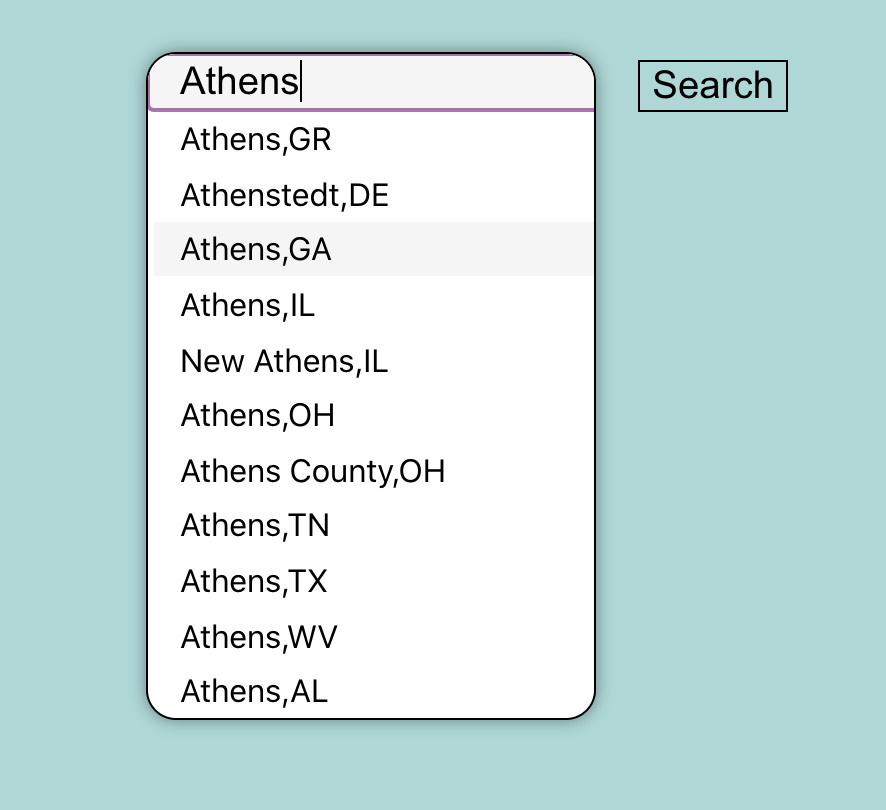 Athens
Search
Athens,GR
Athenstedt,DE
Athens,GA
Athens,IL
New Athens,IL
Athens,OH
Athens County,OH
Athens,TN
Athens,TX
Athens,WV
Athens,AL